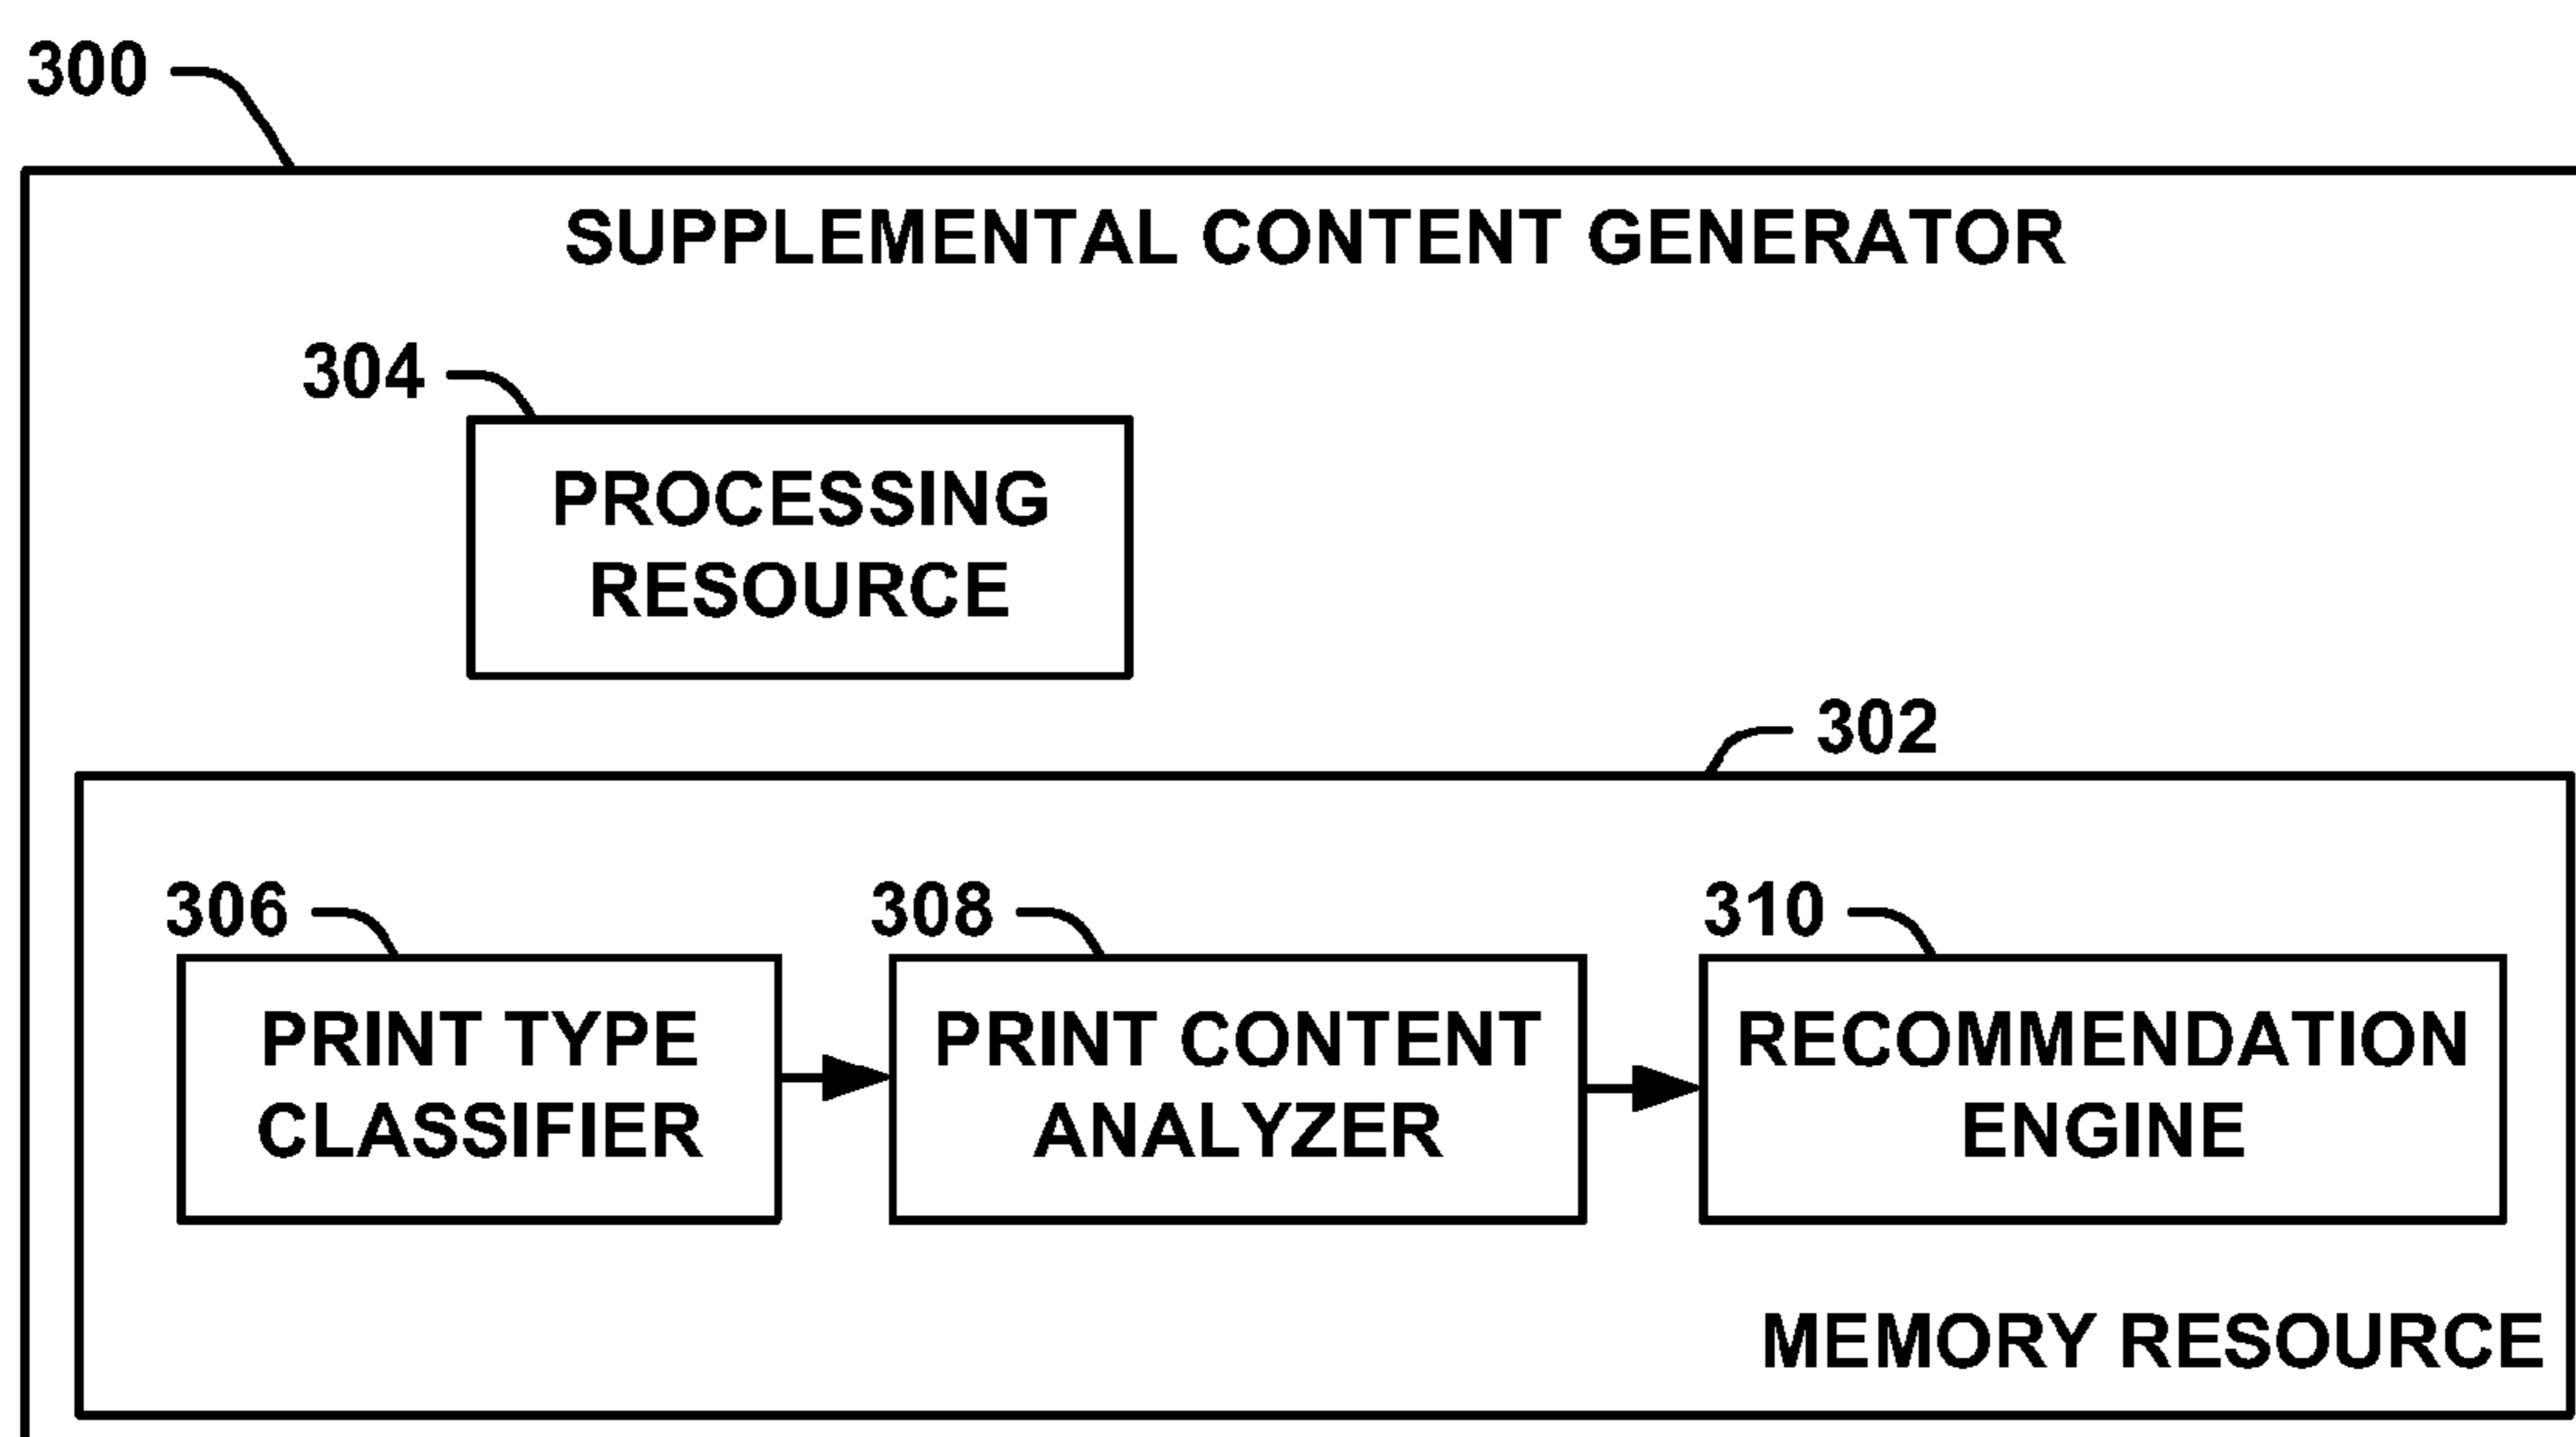 300
SUPPLEMENTAL CONTENT GENERATOR
304
PROCESSING
RESOURCE
302
306
PRINT TYPE
CLASSIFIER
308
PRINT CONTENT
ANALYZER
310
RECOMMENDATION
ENGINE
MEMORY RESOURCE